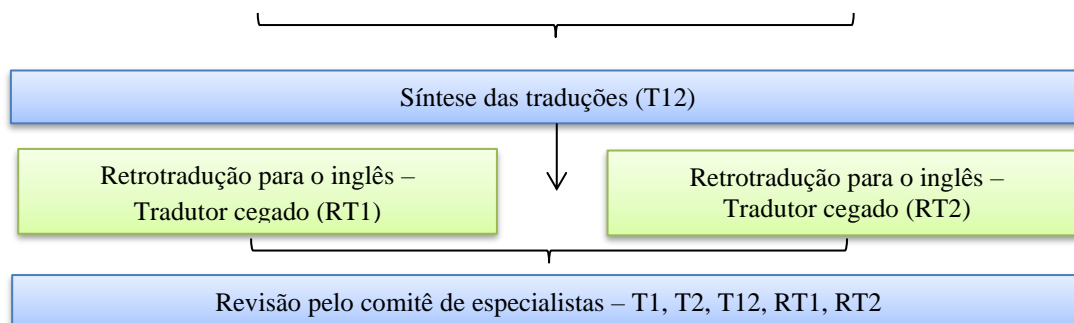 Síntese das traduções (T12)
Retrotradução para o inglês –
Tradutor cegado (RT1)
Retrotradução para o inglês –
Tradutor cegado (RT2)
Revisão pelo comitê de especialistas – T1, T2, T12, RT1, RT2